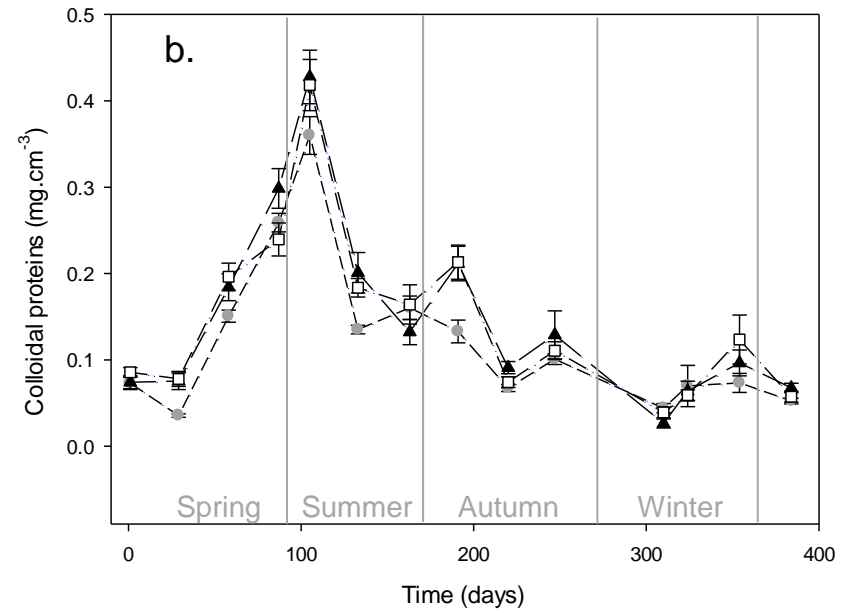 b.
0.5
0.4
0.3
0.2
0.1
0.0
Colloidal proteins (mg.cm⁻³)
Spring Summer Autumn Winter
0 100 200 300 400
Time (days)